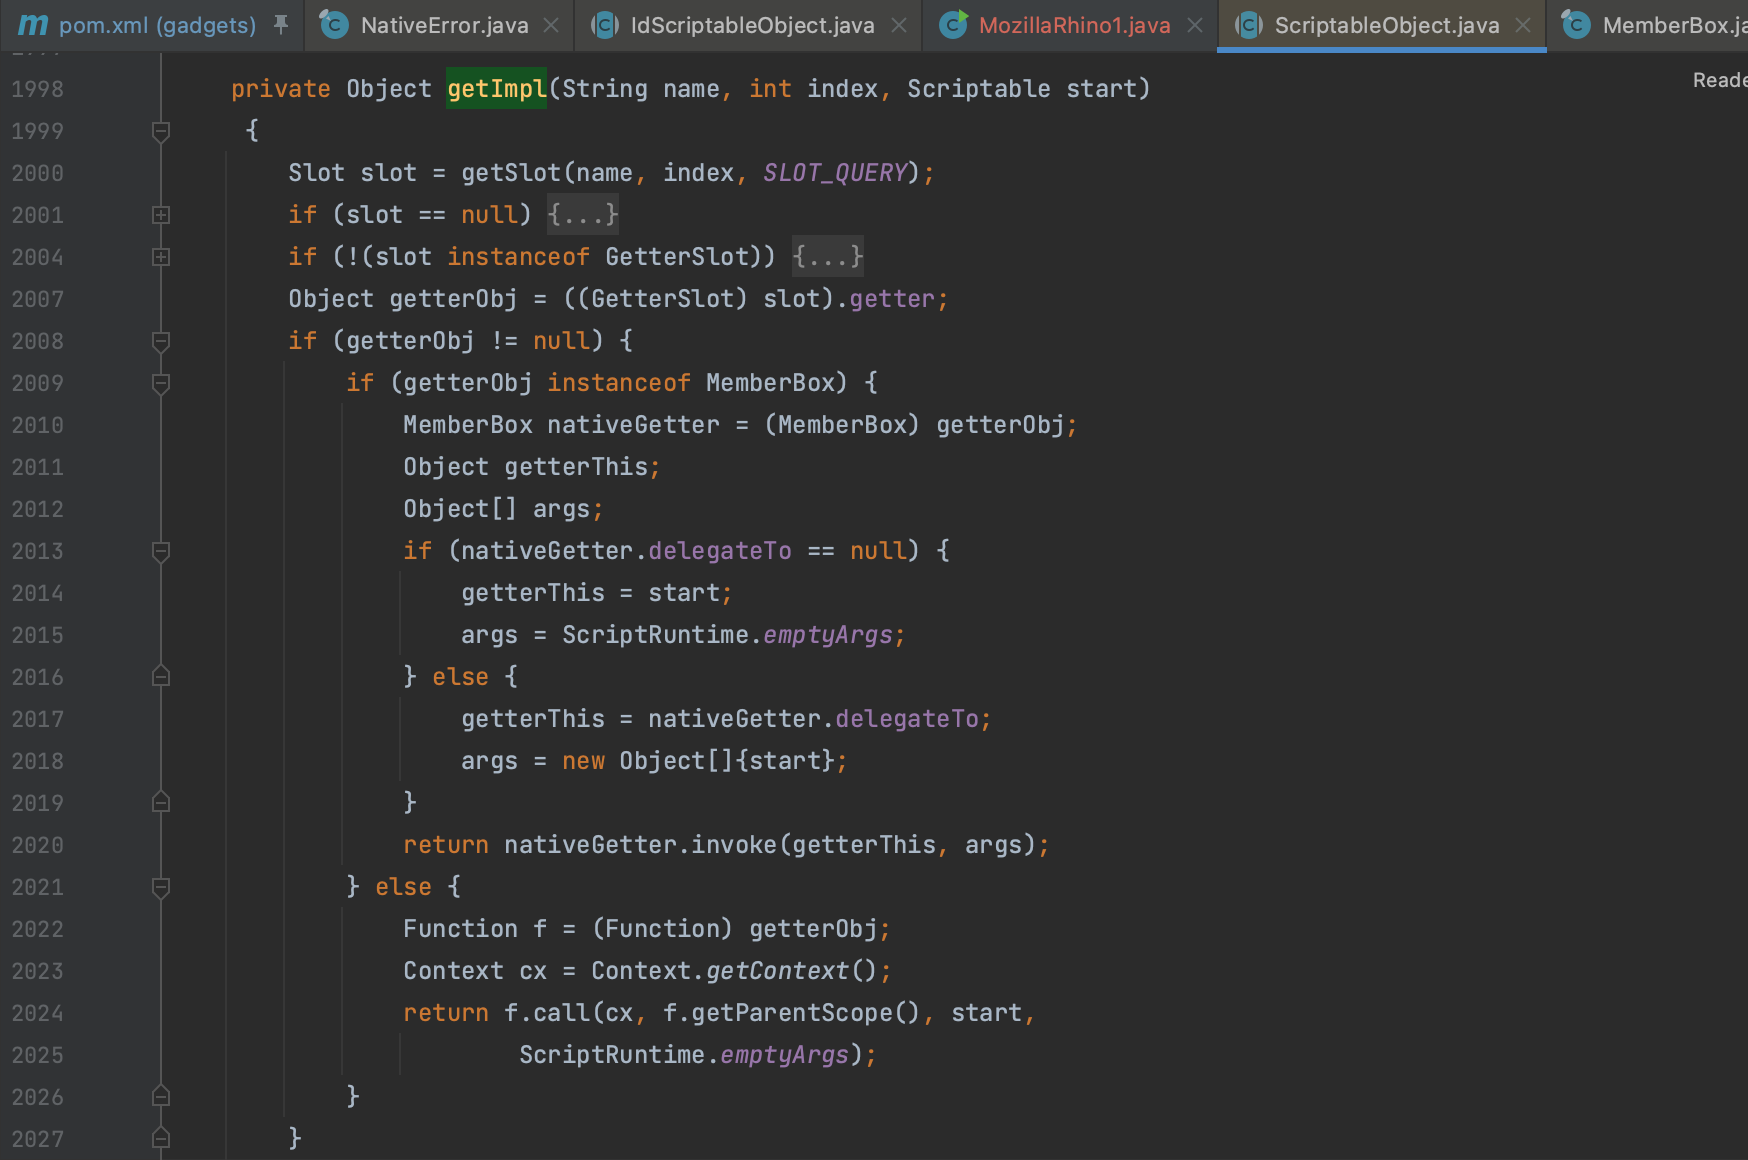 pom.xml (gadgets) NativeError.java IdScriptableObject.java MozillaRhino1.java ScriptableObject.java MemberBox.ja
1998 private Object getImpl(String name, int index, Scriptable start) Reade
1999 {
2000 Slot slot = getSlot(name, index, SLOT_QUERY);
2001 if (slot == null) {...}
2004 if (!(slot instanceof GetterSlot)) {...}
2007 Object getterObj = ((GetterSlot) slot).getter;
2008 if (getterObj != null) {
2009 if (getterObj instanceof MemberBox) {
2010 MemberBox nativeGetter = (MemberBox) getterObj;
2011 Object getterThis;
2012 Object[] args;
2013 if (nativeGetter.delegateTo == null) {
2014 getterThis = start;
2015 args = ScriptRuntime.emptyArgs;
2016 } else {
2017 getterThis = nativeGetter.delegateTo;
2018 args = new Object[]{start};
2019 }
2020 return nativeGetter.invoke(getterThis, args);
2021 } else {
2022 Function f = (Function) getterObj;
2023 Context cx = Context.getContext();
2024 return f.call(cx, f.getParentScope(), start,
2025 ScriptRuntime.emptyArgs);
2026 }
2027 }